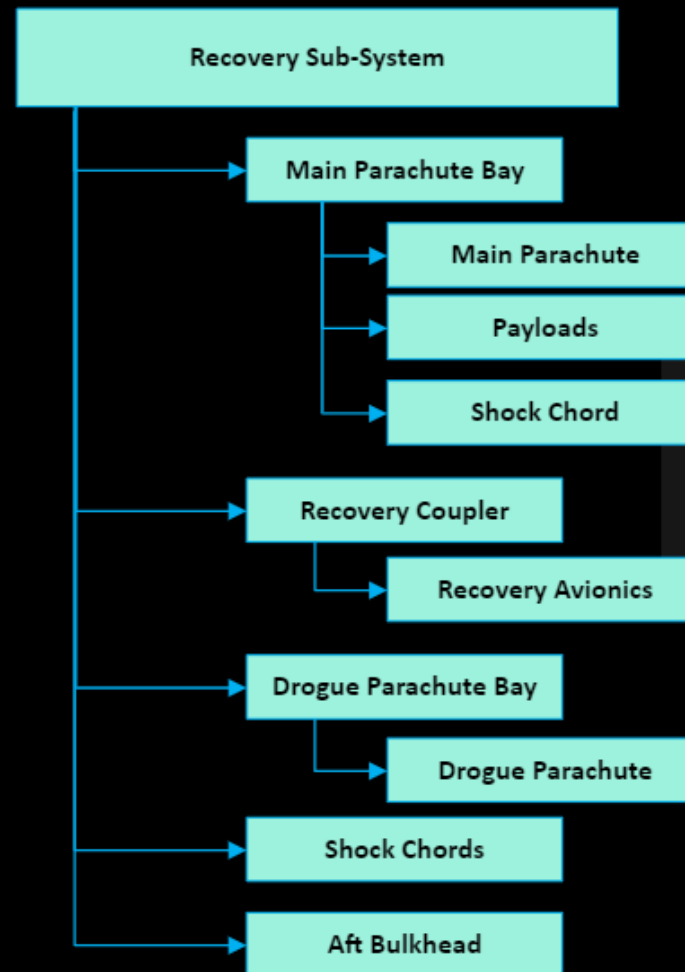 Recovery Sub-System
Main Parachute Bay
Main Parachute
Payloads
Shock Chord
Recovery Coupler
Recovery Avionics
Drogue Parachute Bay
Drogue Parachute
Shock Chords
Aft Bulkhead